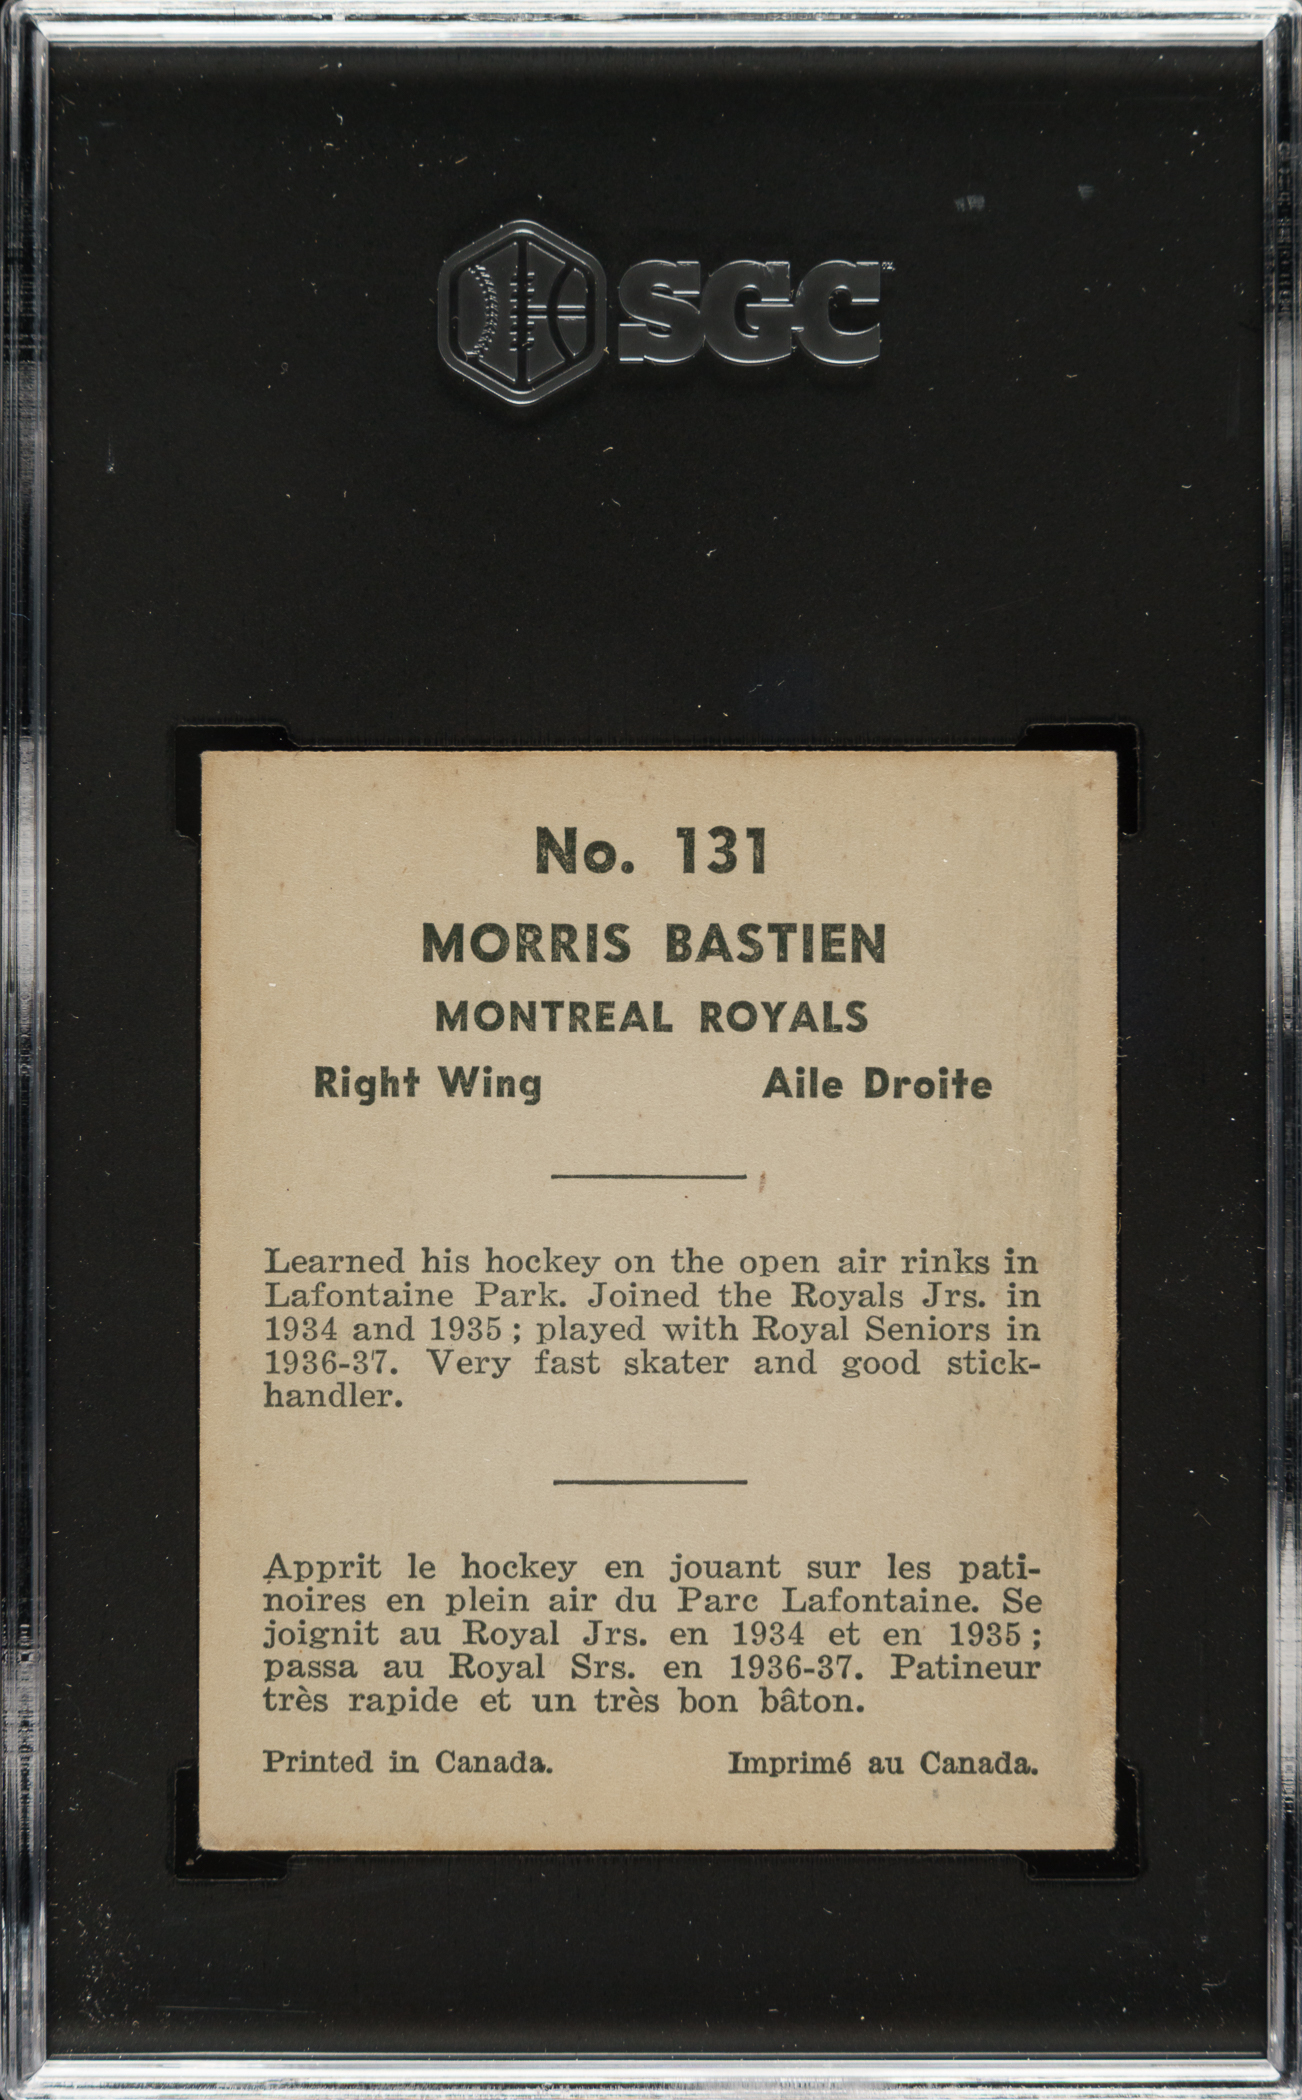 SGC
No. 131
MORRIS BASTIEN
MONTREAL ROYALS
Right Wing Aile Droite
Learned his hockey on the open air rinks in
Lafontaine Park. Joined the Royals Jrs. in
1934 and 1935 ; played with Royal Seniors in
1936-37. Very fast skater and good stick-
handler.
Apprit le hockey en jouant sur les pati-
noires en plein air du Parc Lafontaine. Se
joignit au Royal Jrs. en 1934 et en 1935 ;
passa au Royal Srs. en 1936-37. Patineur
très rapide et un très bon bâton.
Printed in Canada. Imprimé au Canada.